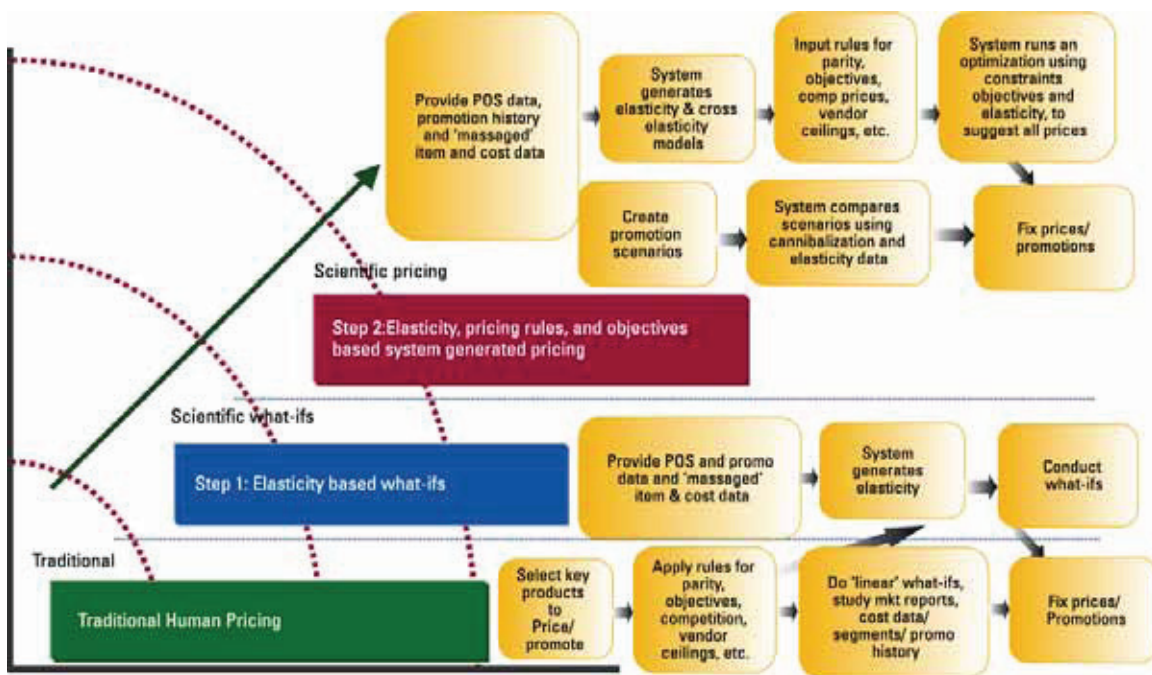 Provide POS data,
promotion history
and 'massaged'
item and cost data
System
generates
elasticity & cross
elasticity
models
Input rules for
parity,
objectives,
comp prices,
vendor
ceilings, etc.
System runs an
optimization using
constraints
objectives and
elasticity, to
suggest all prices
Create
promotion
scenarios
System compares
scenarios using
cannibalization and
elasticity data
Fix prices/
promotions
Scientific pricing
Step 2:Elasticity, pricing rules, and objectives
based system generated pricing
Scientific what-ifs
Step 1: Elasticity based what-ifs
Provide POS and promo
data and 'massaged'
item & cost data
System
generates
elasticity
Conduct
what-ifs
Traditional
Traditional Human Pricing
Select key
products to
Price/
promote
Apply rules for
parity,
objectives,
competition,
vendor
ceilings, etc.
Do 'linear' what-ifs,
study mkt reports,
cost data/
segments/ promo
history
Fix prices/
Promotions